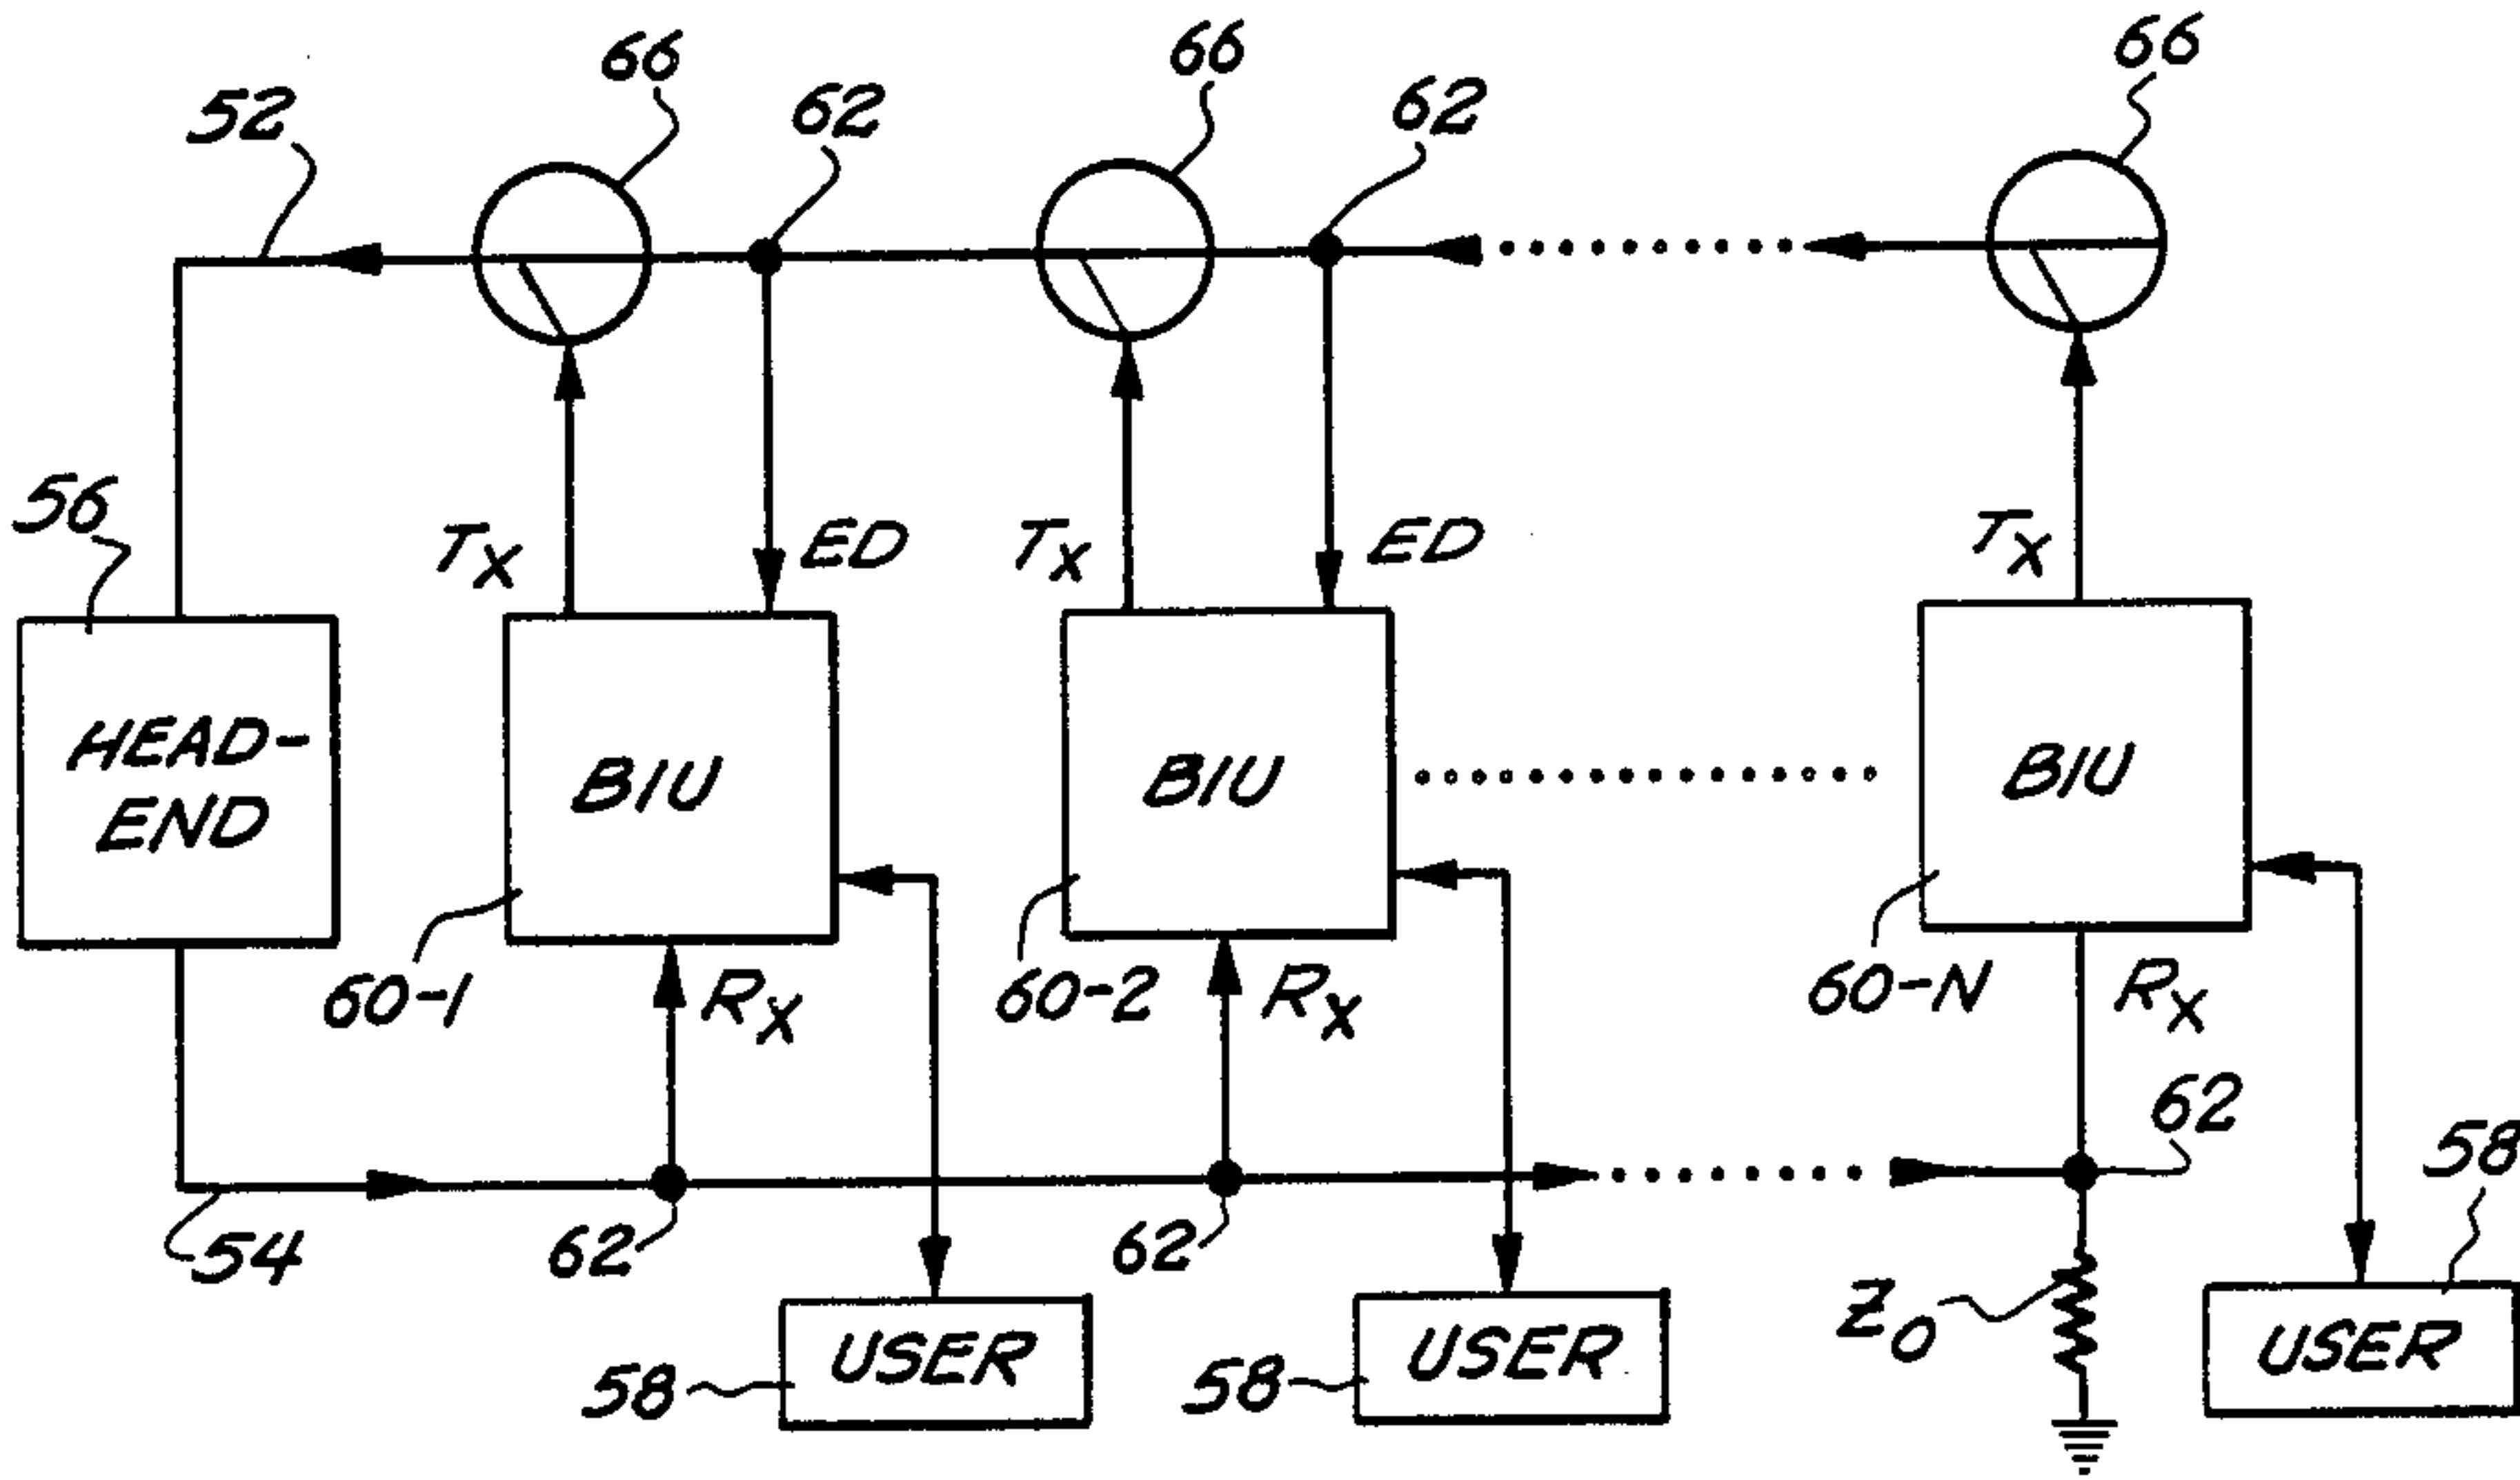 66
66
66
52
62
62
56
Tx
ED
Tx
ED
Tx
HEAD-
END
BIU
BIU
BIU
60-1
Rx
60-2
Rx
60-N
Rx
62
58
54
62
62
Zo
USER
USER
USER
58
58